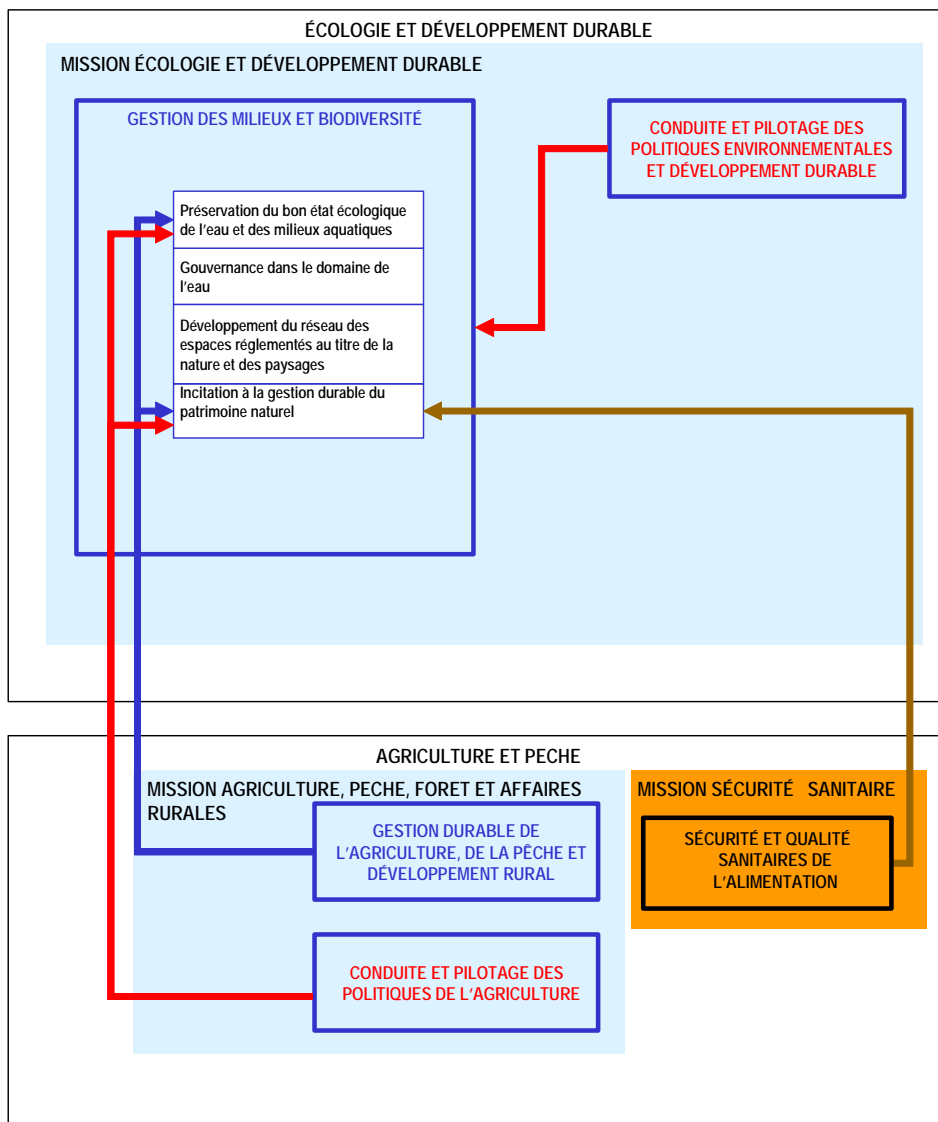 ÉCOLOGIE ET DÉVELOPPEMENT DURABLE
MISSION ÉCOLOGIE ET DÉVELOPPEMENT DURABLE
GESTION DES MILIEUX ET BIODIVERSITÉ
CONDUITE ET PILOTAGE DES
POLITIQUES ENVIRONNEMENTALES
ET DÉVELOPPEMENT DURABLE
Préservation du bon état écologique
de l'eau et des milieux aquatiques
Gouvernance dans le domaine de
l'eau
Développement du réseau des
espaces réglementés au titre de la
nature et des paysages
Incitation à la gestion durable du
patrimoine naturel
AGRICULTURE ET PECHE
MISSION AGRICULTURE, PECHE, FORET ET AFFAIRES
RURALES
GESTION DURABLE DE
L'AGRICULTURE, DE LA PÊCHE ET
DÉVELOPPEMENT RURAL
CONDUITE ET PILOTAGE DES
POLITIQUES DE L'AGRICULTURE
MISSION SÉCURITÉ SANITAIRE
SÉCURITÉ ET QUALITÉ
SANITAIRES DE
L'ALIMENTATION